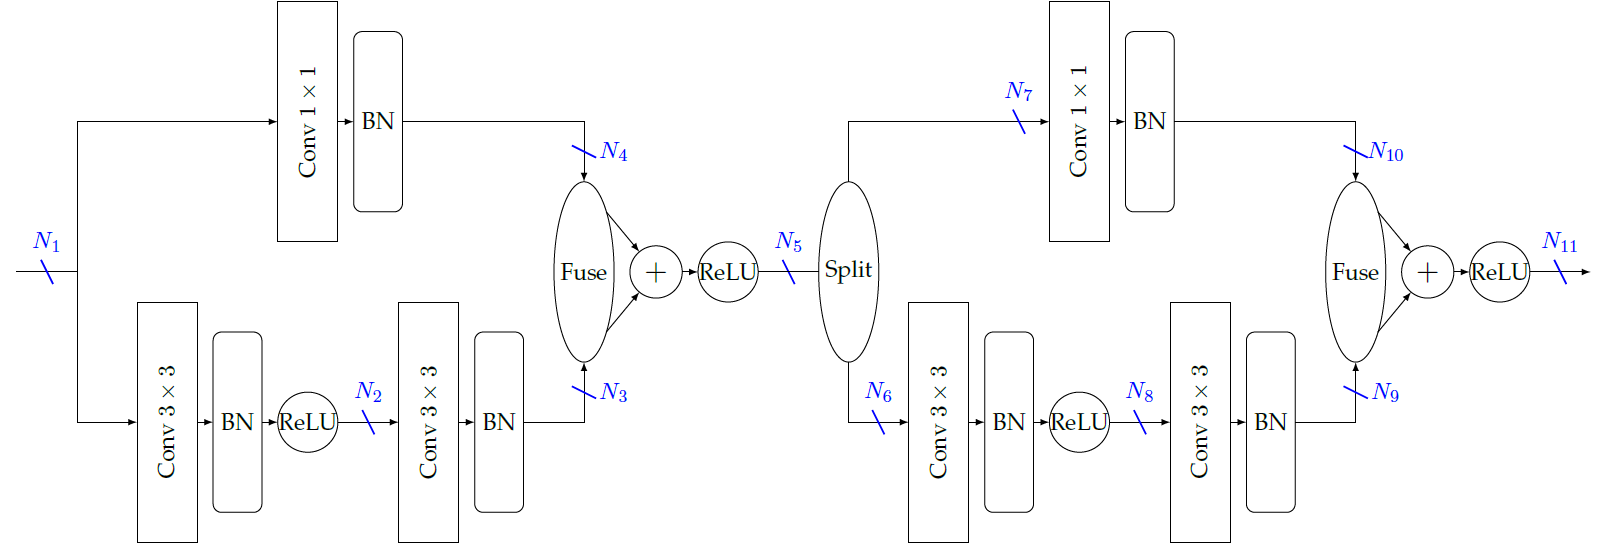 Conv 1 × 1
BN
N4
N1
Fuse
+
ReLU
N5
Conv 3 × 3
BN
ReLU
N2
Conv 3 × 3
BN
N3
Split
N7
Conv 1 × 1
BN
N10
N6
Conv 3 × 3
BN
ReLU
N8
Conv 3 × 3
BN
N9
Fuse
+
ReLU
N11